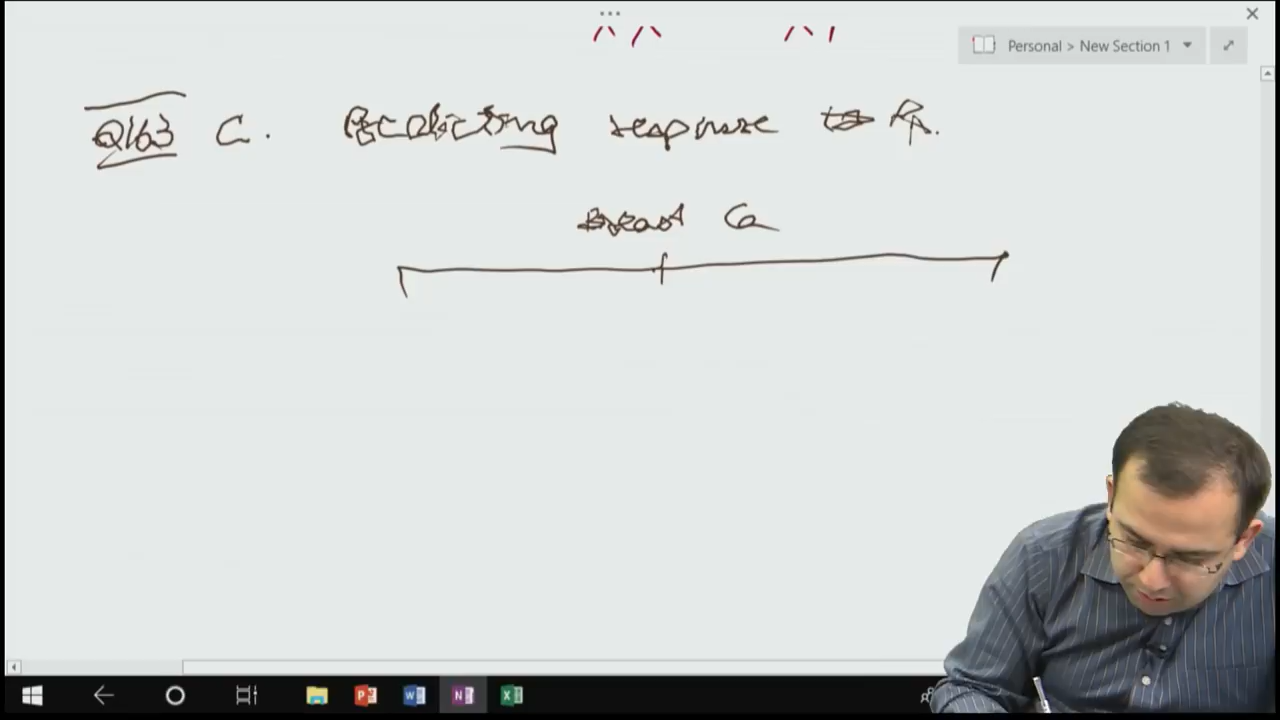 Personal > New Section 1
Q163 C. Predicting response to Rx.
Breast Ca